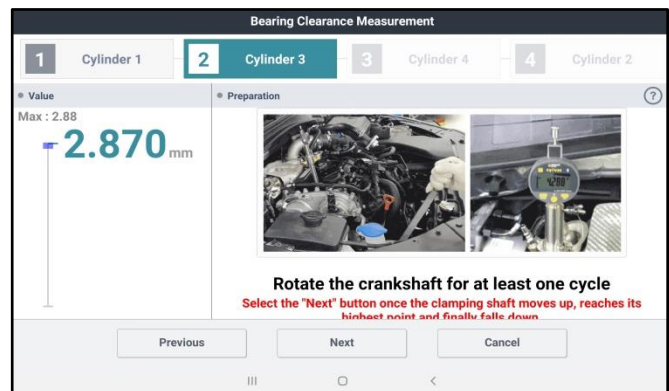 Bearing Clearance Measurement
1 Cylinder 1 2 Cylinder 3 3 Cylinder 4 4 Cylinder 2
Value
Preparation
?
Max : 2.88
2.870 mm
Rotate the crankshaft for at least one cycle
Select the "Next" button once the clamping shaft moves up, reaches its
highest point and finally falls down
Previous Next Cancel